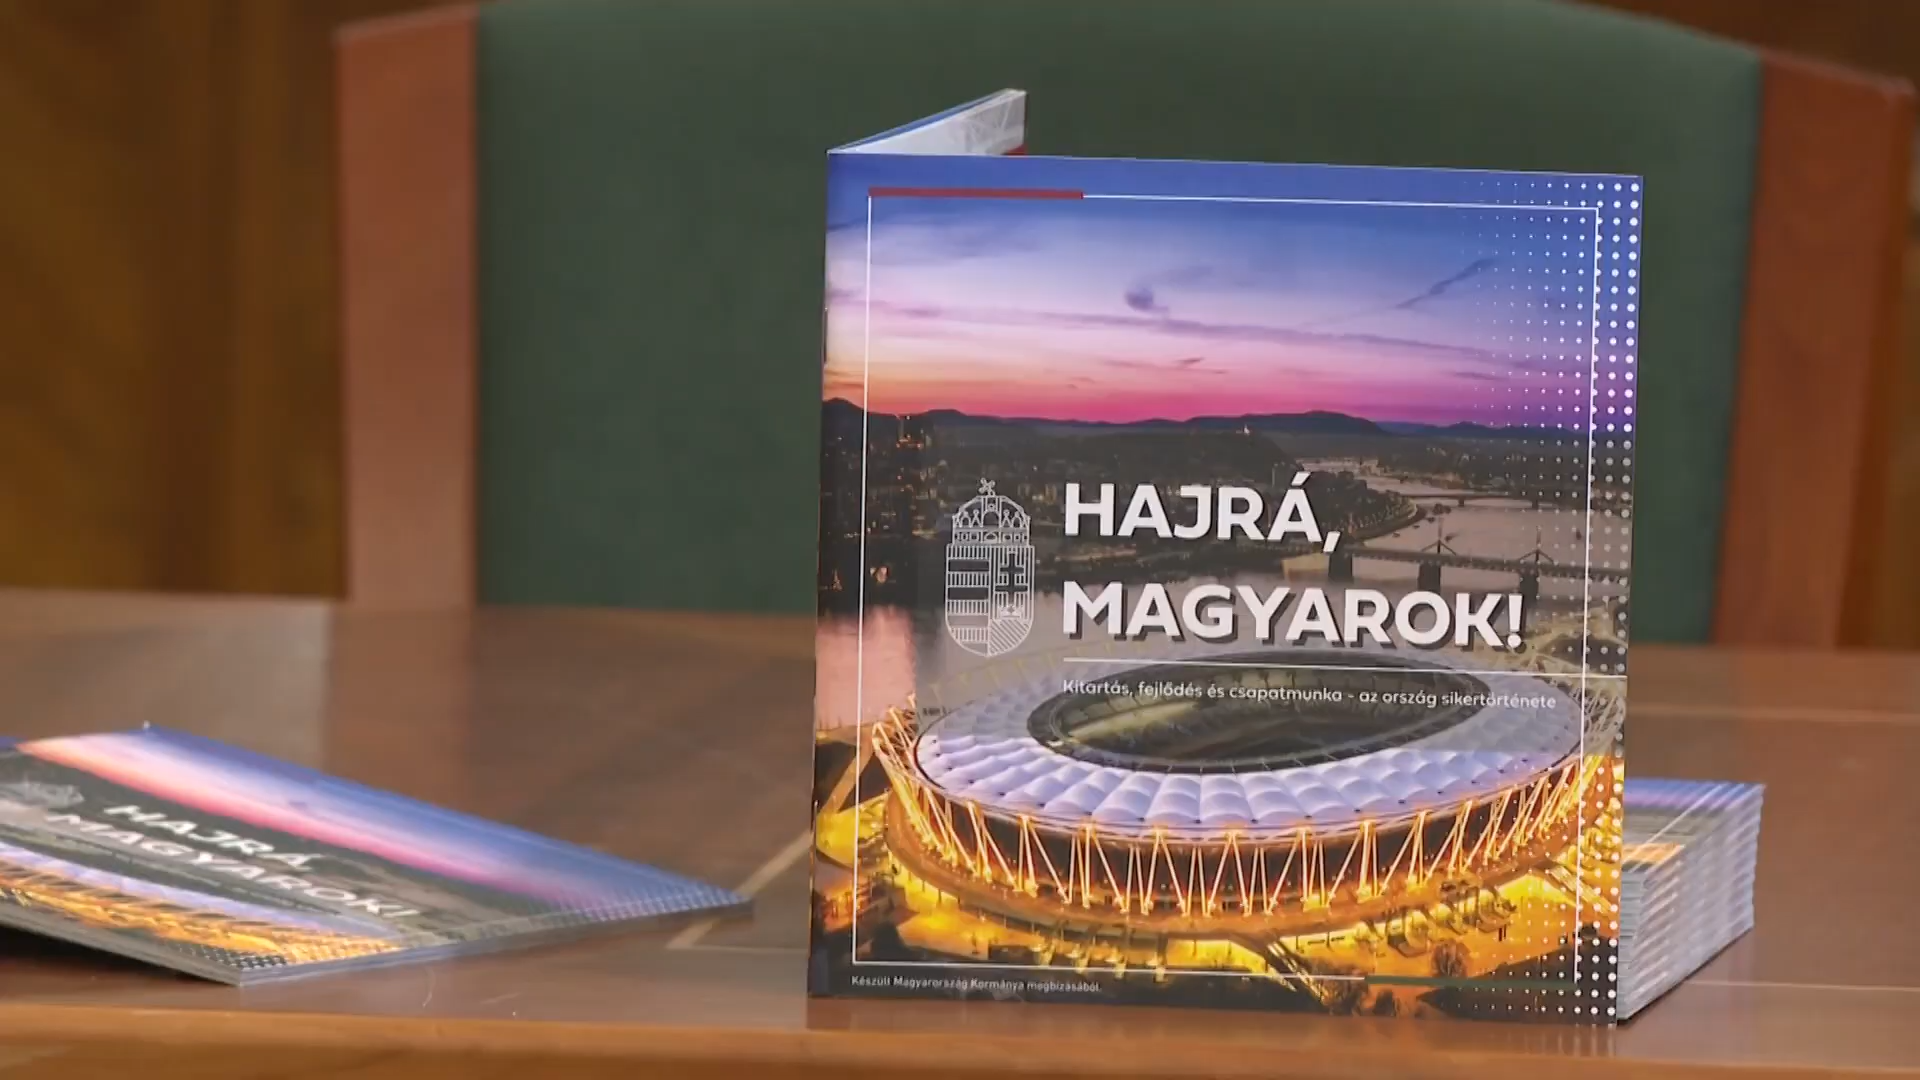 HAJRÁ,
MAGYAROK!
Kitartás, fejlődés és csapatmunka - az ország sikertörténete
Készült Magyarország Kormánya megbízásából.
HAJRÁ
MAGYAROK!